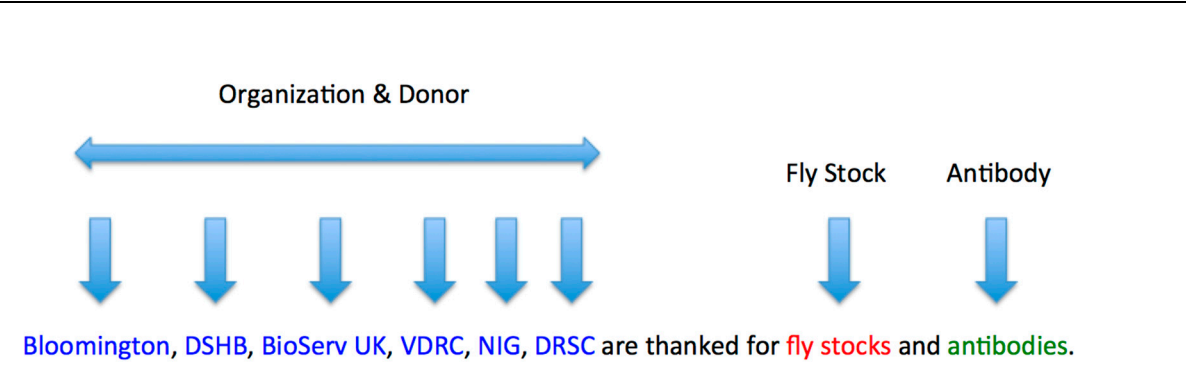 Organization & Donor
Fly Stock Antibody
Bloomington, DSHB, BioServ UK, VDRC, NIG, DRSC are thanked for fly stocks and antibodies.